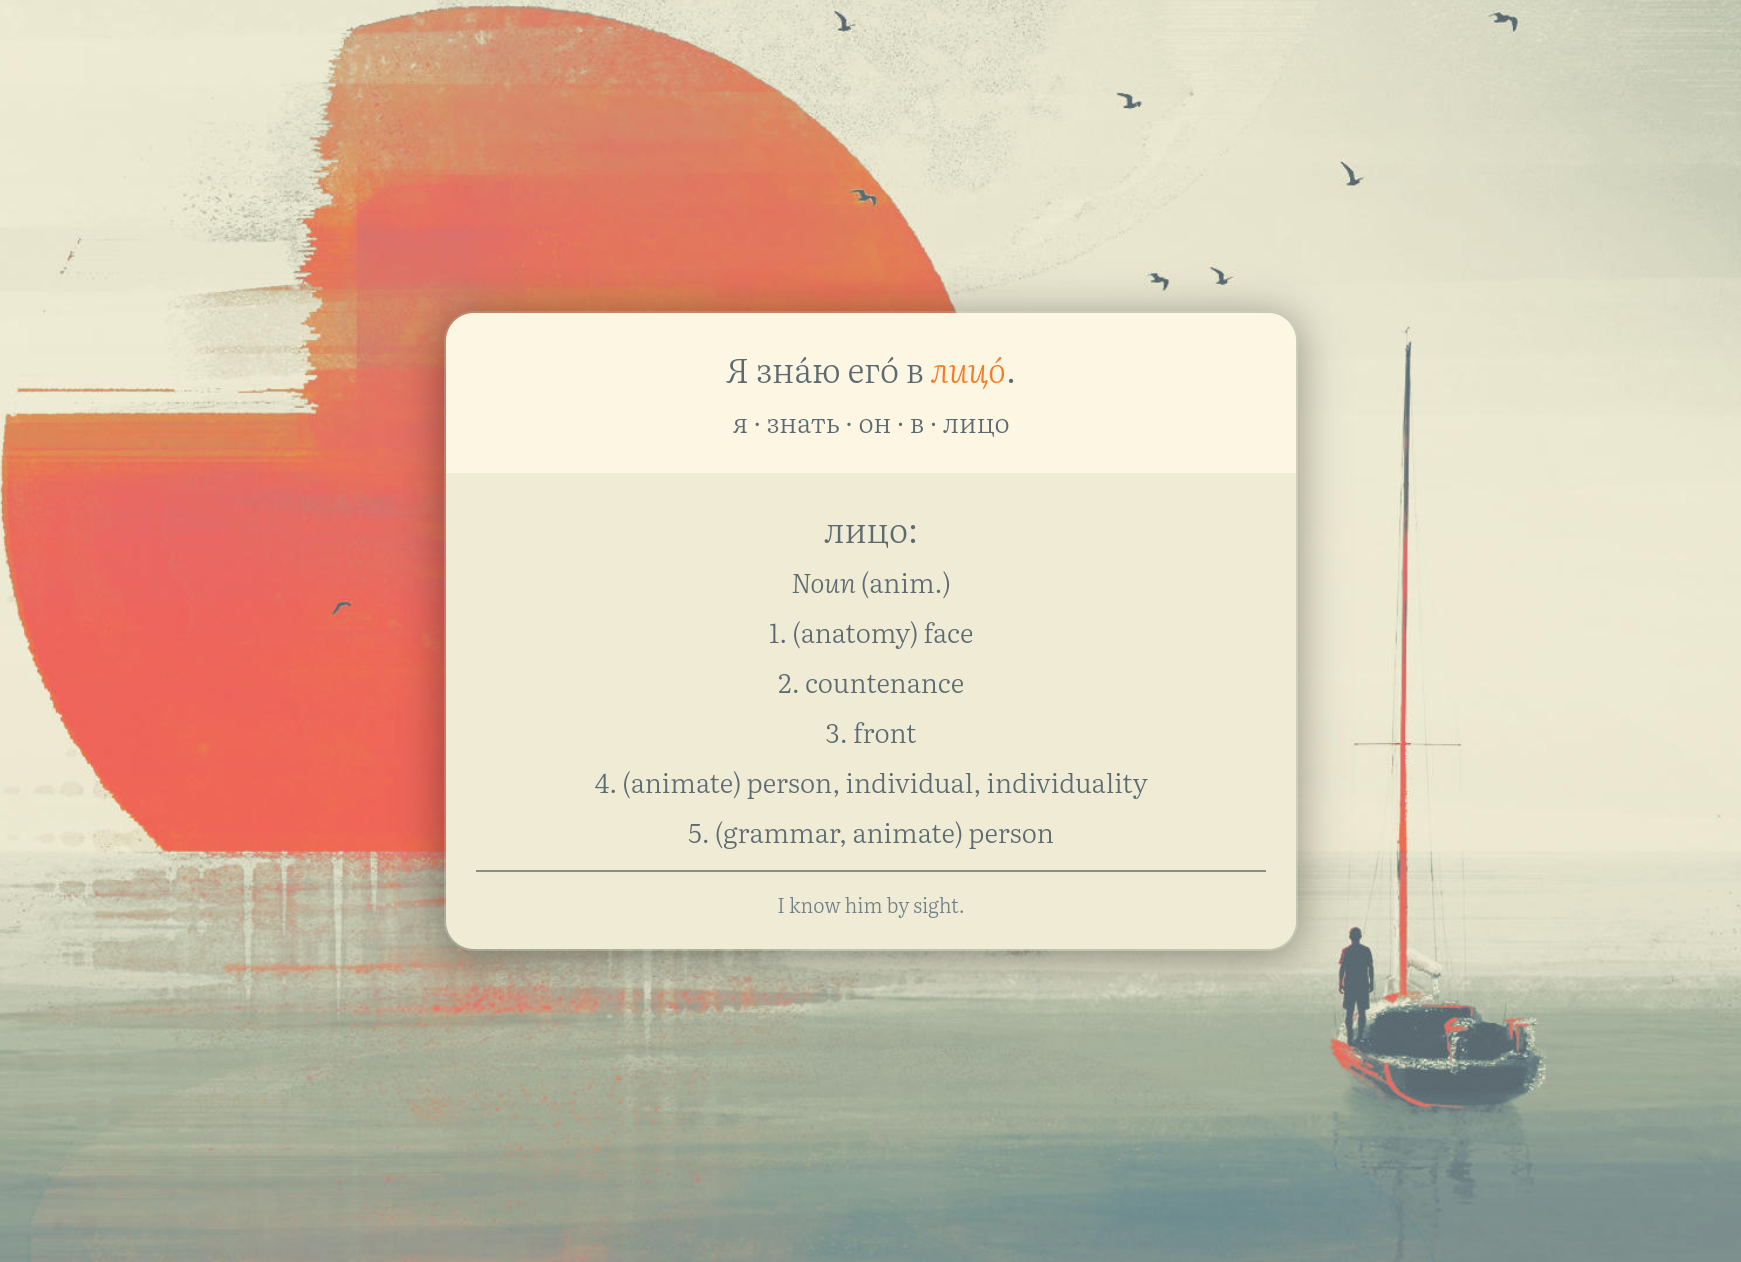 Я зна́ю его́ в лицо́.
я · знать · он · в · лицо
лицо:
Noun (anim.)
1. (anatomy) face
2. countenance
3. front
4. (animate) person, individual, individuality
5. (grammar, animate) person
I know him by sight.